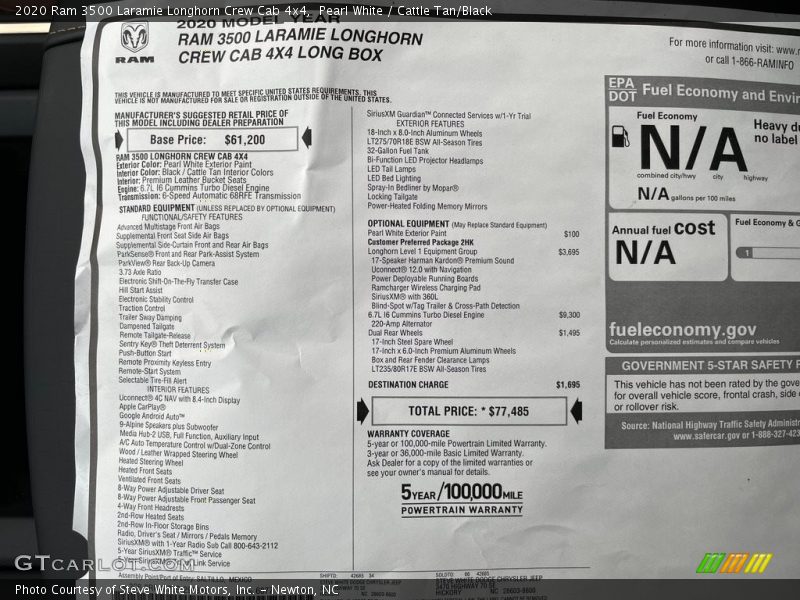 2020 Ram 3500 Laramie Longhorn Crew Cab 4x4, Pearl White / Cattle Tan/Black
2020 MODEL YEAR
RAM 3500 LARAMIE LONGHORN
CREW CAB 4X4 LONG BOX
RAM
For more information visit: www.
or call 1-866-RAMINFO
THIS VEHICLE IS MANUFACTURED TO MEET SPECIFIC UNITED STATES REQUIREMENTS. THIS
VEHICLE IS NOT MANUFACTURED FOR SALE OR REGISTRATION OUTSIDE OF THE UNITED STATES.
MANUFACTURER'S SUGGESTED RETAIL PRICE OF
THIS MODEL INCLUDING DEALER PREPARATION
Base Price: $61,200
RAM 3500 LONGHORN CREW CAB 4X4
Exterior Color: Pearl White Exterior Paint
Interior Color: Black / Cattle Tan Interior Colors
Interior: Premium Leather Bucket Seats
Engine: 6.7L I6 Cummins Turbo Diesel Engine
Transmission: 6-Speed Automatic 68RFE Transmission
STANDARD EQUIPMENT (UNLESS REPLACED BY OPTIONAL EQUIPMENT)
FUNCTIONAL/SAFETY FEATURES
Advanced Multistage Front Air Bags
Supplemental Front Seat Side Air Bags
Supplemental Side-Curtain Front and Rear Air Bags
ParkSense® Front and Rear Park-Assist System
ParkView® Rear Back-Up Camera
3.73 Axle Ratio
Electronic Shift-On-The-Fly Transfer Case
Hill Start Assist
Electronic Stability Control
Traction Control
Trailer Sway Damping
Dampened Tailgate
Remote Tailgate-Release
Sentry Key® Theft Deterrent System
Push-Button Start
Remote Proximity Keyless Entry
Remote-Start System
Selectable Tire-Fill Alert
INTERIOR FEATURES
Uconnect® 4C NAV with 8.4-Inch Display
Apple CarPlay®
Google Android Auto™
9-Alpine Speakers plus Subwoofer
Media Hub-2 USB, Full Function, Auxiliary Input
A/C Auto Temperature Control w/Dual-Zone Control
Wood / Leather Wrapped Steering Wheel
Heated Steering Wheel
Heated Front Seats
Ventilated Front Seats
8-Way Power Adjustable Driver Seat
8-Way Power Adjustable Front Passenger Seat
4-Way Front Headrests
2nd-Row Heated Seats
2nd-Row In-Floor Storage Bins
Radio, Driver's Seat / Mirrors / Pedals Memory
SiriusXM® with 1-Year Radio Sub Call 800-643-2112
5-Year SiriusXM® Traffic™ Service
5-Year SiriusXM® Travel Link Service
Assembly Point/Port of Entry: SALTILLO, MEXICO
SiriusXM Guardian™ Connected Services w/1-Yr Trial
EXTERIOR FEATURES
18-Inch x 8.0-Inch Aluminum Wheels
LT275/70R18E BSW All-Season Tires
32-Gallon Fuel Tank
Bi-Function LED Projector Headlamps
LED Tail Lamps
LED Bed Lighting
Spray-In Bedliner by Mopar®
Locking Tailgate
Power-Heated Folding Memory Mirrors
OPTIONAL EQUIPMENT (May Replace Standard Equipment)
Pearl White Exterior Paint $100
Customer Preferred Package 2HK
Longhorn Level 1 Equipment Group $3,695
17-Speaker Harman Kardon® Premium Sound
Uconnect® 12.0 with Navigation
Power Deployable Running Boards
Ramcharger Wireless Charging Pad
SiriusXM® with 360L
Blind-Spot w/Tag Trailer & Cross-Path Detection
6.7L I6 Cummins Turbo Diesel Engine $9,300
220-Amp Alternator
Dual Rear Wheels $1,495
17-Inch Steel Spare Wheel
17-Inch x 6.0-Inch Premium Aluminum Wheels
Box and Rear Fender Clearance Lamps
LT235/80R17E BSW All-Season Tires
DESTINATION CHARGE $1,695
TOTAL PRICE: * $77,485
WARRANTY COVERAGE
5-year or 100,000-mile Powertrain Limited Warranty.
3-year or 36,000-mile Basic Limited Warranty.
Ask Dealer for a copy of the limited warranties or
see your owner's manual for details.
5YEAR/100,000MILE
POWERTRAIN WARRANTY
EPA
DOT
Fuel Economy and Envir
Fuel Economy
N/A
combined city/hwy city highway
N/A gallons per 100 miles
Heavy du
no label
Annual fuel cost
N/A
Fuel Economy & G
1
fueleconomy.gov
Calculate personalized estimates and compare vehicles
GOVERNMENT 5-STAR SAFETY R
This vehicle has not been rated by the gove
for overall vehicle score, frontal crash, side
or rollover risk.
Source: National Highway Traffic Safety Administra
www.safercar.gov or 1-888-327-423
GTcarlot.com
Photo Courtesy of Steve White Motors, Inc. - Newton, NC